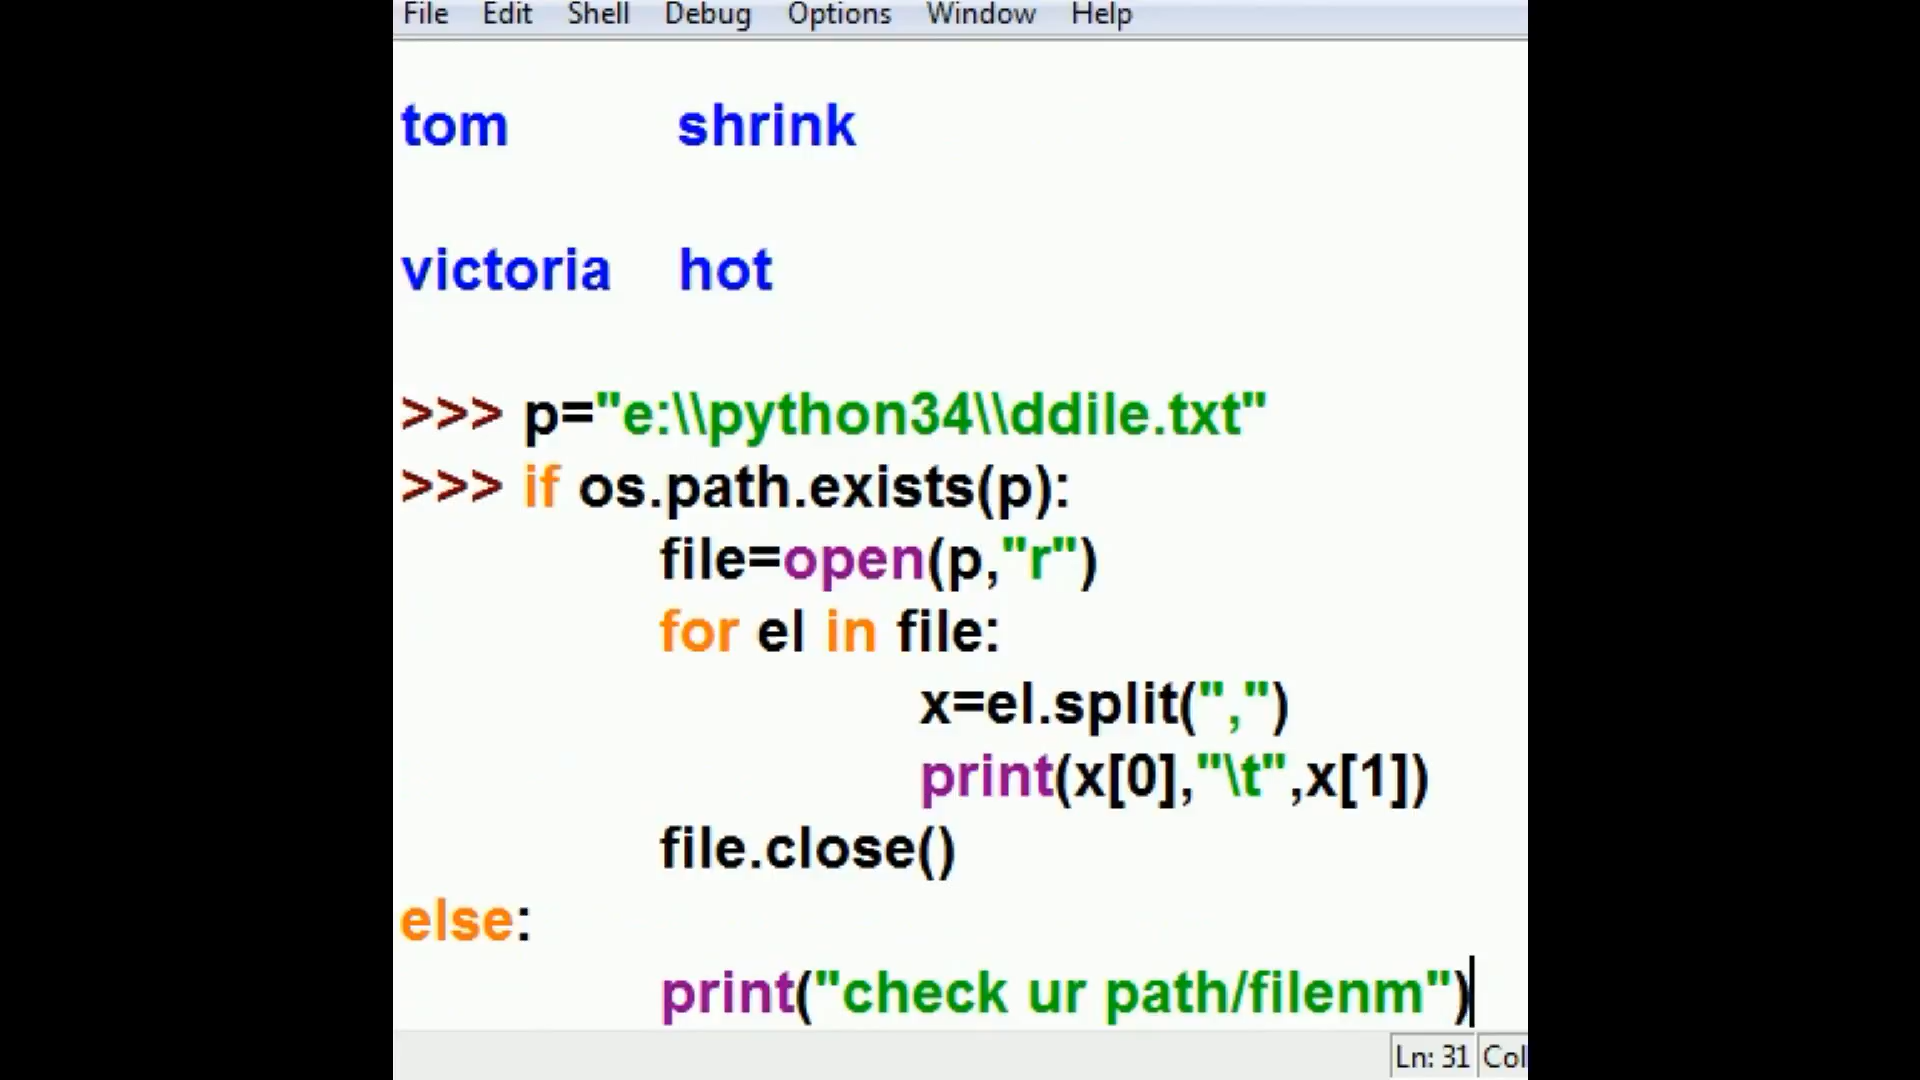 File Edit Shell Debug Options Window Help
tom shrink
victoria hot
>>> p="e:\\python34\\ddile.txt"
>>> if os.path.exists(p):
file=open(p,"r")
for el in file:
x=el.split(",")
print(x[0],"\t",x[1])
file.close()
else:
print("check ur path/filenm")
Ln: 31 Col